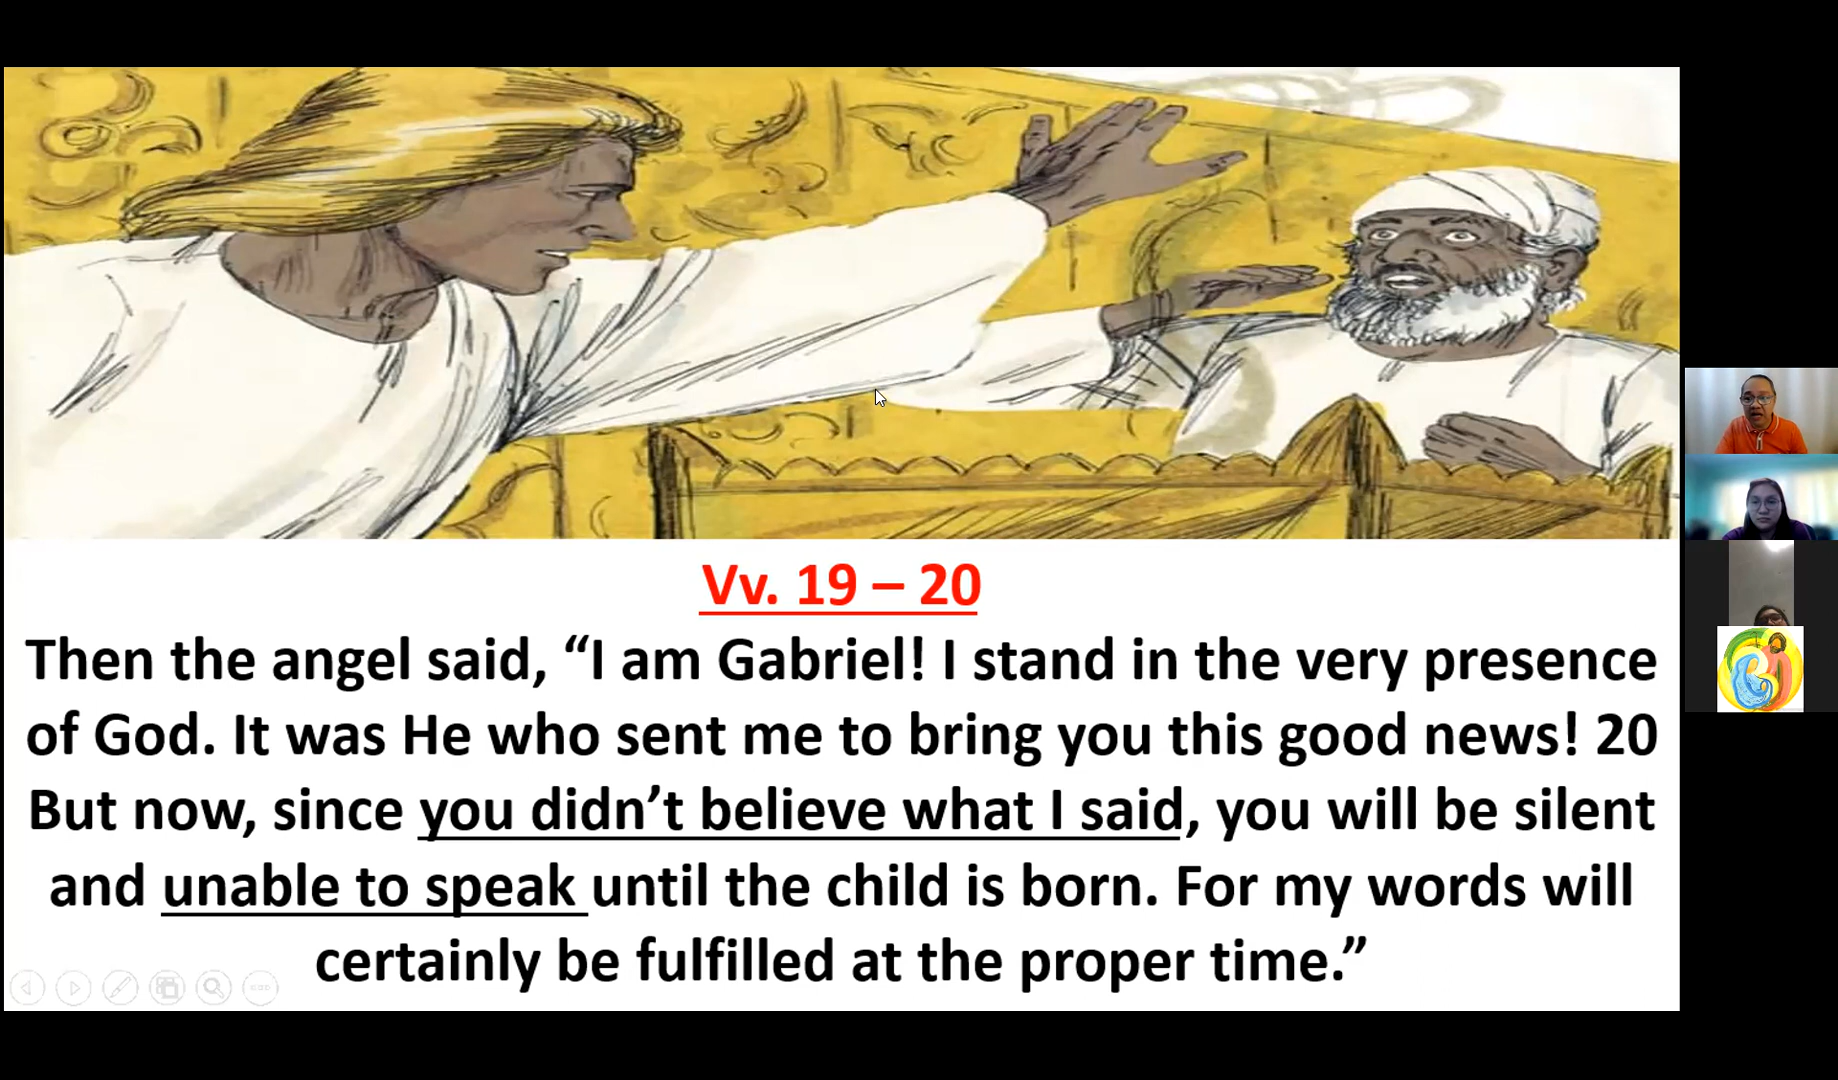 Vv. 19 – 20
Then the angel said, “I am Gabriel! I stand in the very presence
of God. It was He who sent me to bring you this good news! 20
But now, since you didn’t believe what I said, you will be silent
and unable to speak until the child is born. For my words will
certainly be fulfilled at the proper time.”